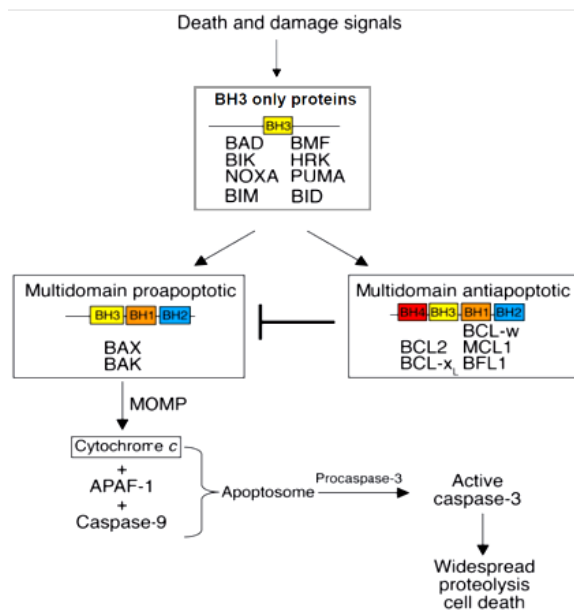 Death and damage signals
BH3 only proteins
BH3
BAD BMF
BIK HRK
NOXA PUMA
BIM BID
Multidomain proapoptotic
BH3 BH1 BH2
BAX
BAK
Multidomain antiapoptotic
BH4 BH3 BH1 BH2
BCL-w
BCL2 MCL1
BCL-xL BFL1
MOMP
Cytochrome c
+
APAF-1
+
Caspase-9
Apoptosome
Procaspase-3
Active
caspase-3
Widespread
proteolysis
cell death